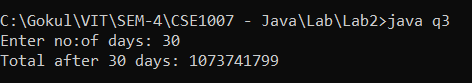 C:\Gokul\VIT\SEM-4\CSE1007 - Java\Lab\Lab2>java q3
Enter no:of days: 30
Total after 30 days: 1073741799